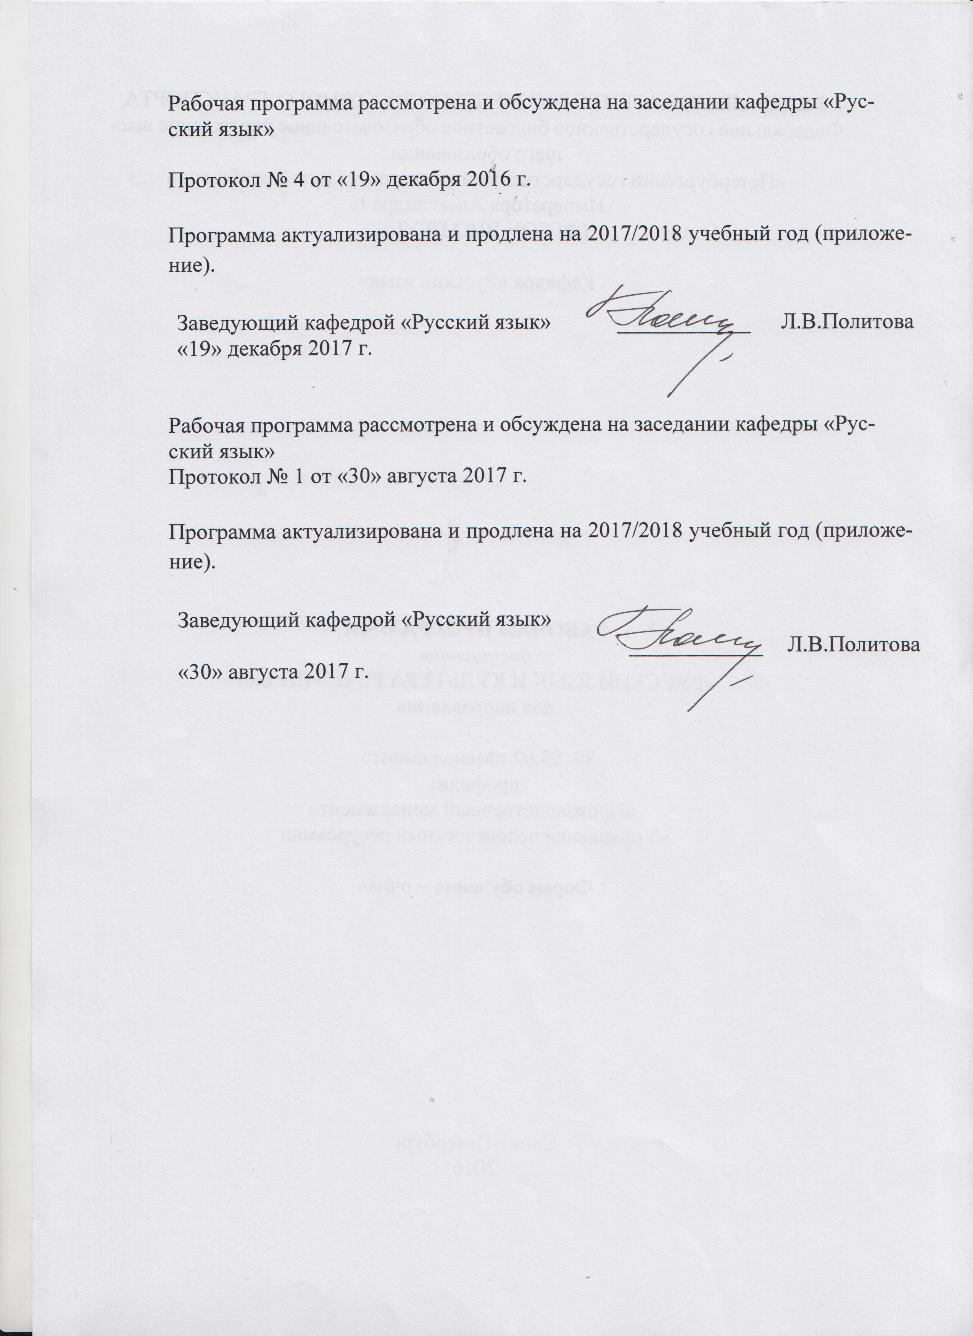 Рабочая программа рассмотрена и обсуждена на заседании кафедры «Рус-
ский язык»
Протокол № 4 от «19» декабря 2016 г.
Программа актуализирована и продлена на 2017/2018 учебный год (приложе-
ние).
Заведующий кафедрой «Русский язык» Л.В.Политова
«19» декабря 2017 г.
Рабочая программа рассмотрена и обсуждена на заседании кафедры «Рус-
ский язык»
Протокол № 1 от «30» августа 2017 г.
Программа актуализирована и продлена на 2017/2018 учебный год (приложе-
ние).
Заведующий кафедрой «Русский язык»
Л.В.Политова
«30» августа 2017 г.